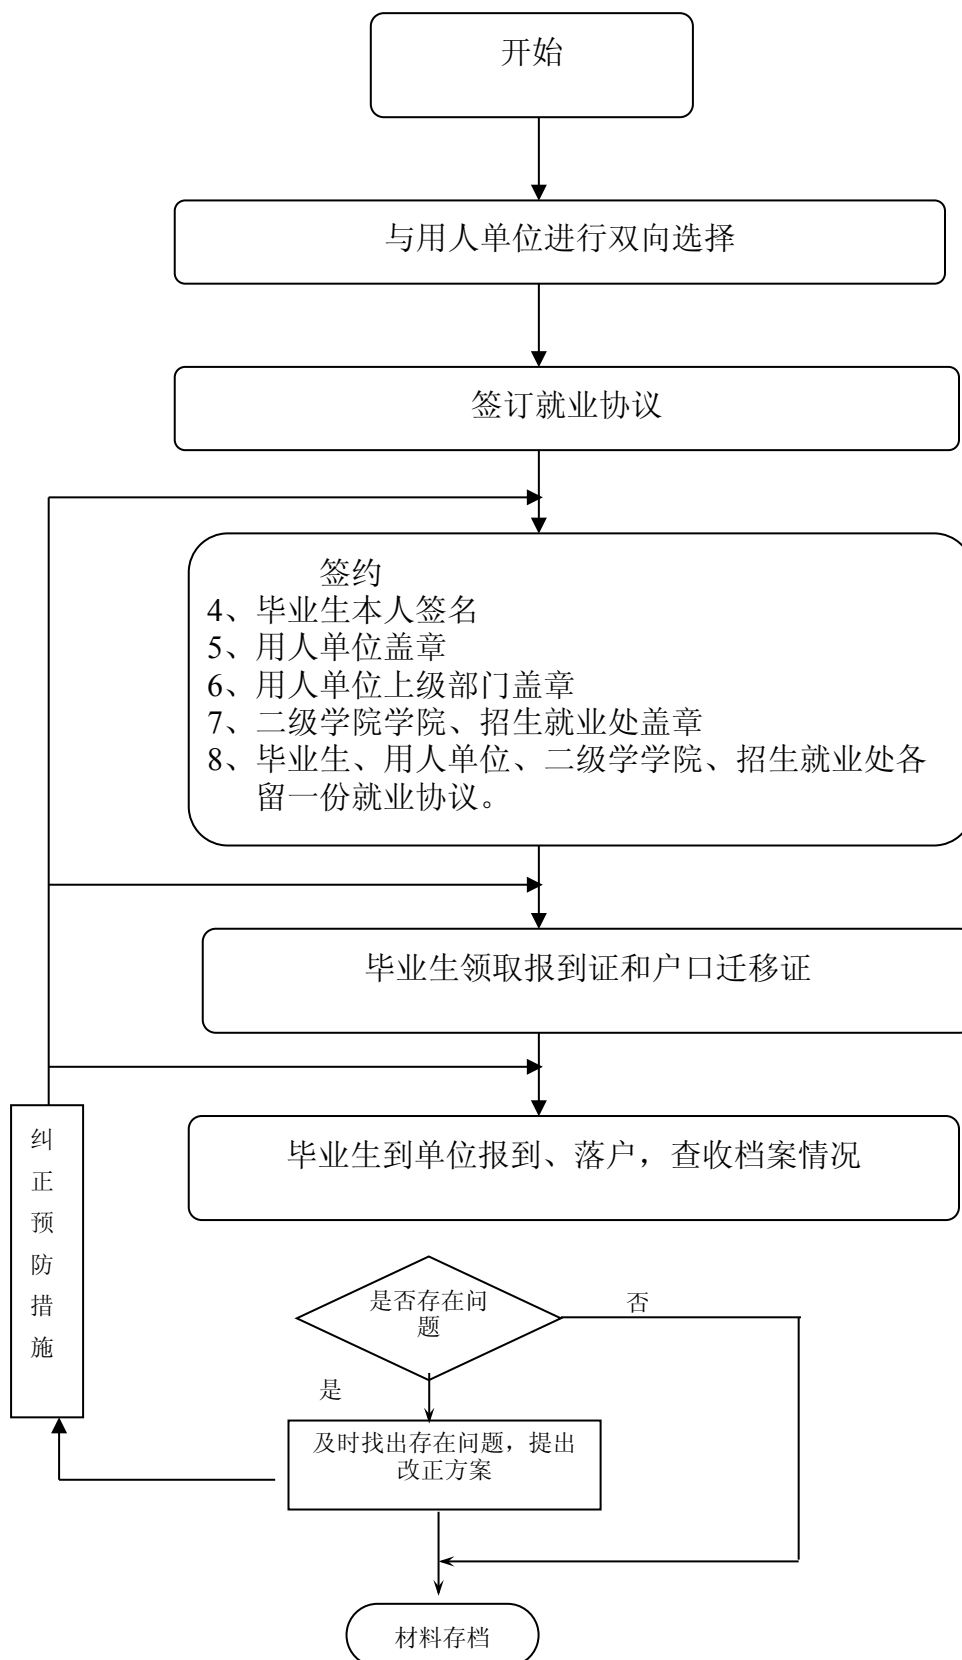 开始
与用人单位进行双向选择
签订就业协议
签约
4、毕业生本人签名
5、用人单位盖章
6、用人单位上级部门盖章
7、二级学院学院、招生就业处盖章
8、毕业生、用人单位、二级学学院、招生就业处各
留一份就业协议。
毕业生领取报到证和户口迁移证
毕业生到单位报到、落户，查收档案情况
纠
正
预
防
措
施
是否存在问
题
否
是
及时找出存在问题，提出
改正方案
材料存档